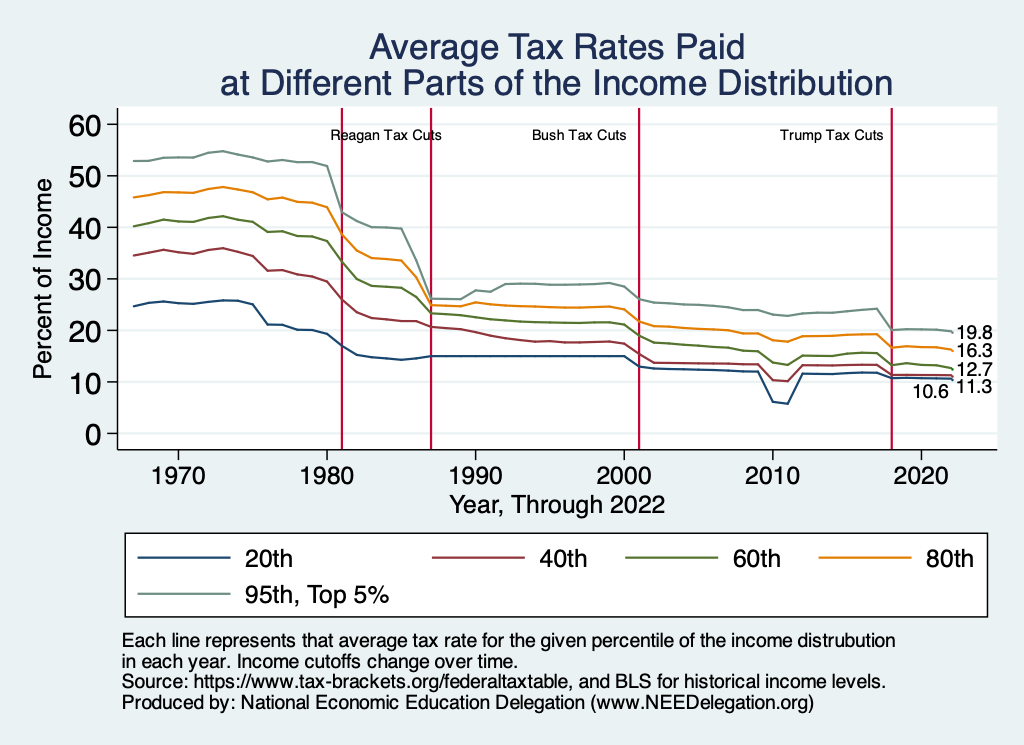 Average Tax Rates Paid
at Different Parts of the Income Distribution
Reagan Tax Cuts
Bush Tax Cuts
Trump Tax Cuts
60
50
40
30
20
10
0
Percent of Income
19.8
16.3
12.7
11.3
10.6
1970
1980
1990
2000
2010
2020
Year, Through 2022
20th
40th
60th
80th
95th, Top 5%
Each line represents that average tax rate for the given percentile of the income distrubution
in each year. Income cutoffs change over time.
Source: https://www.tax-brackets.org/federaltaxtable, and BLS for historical income levels.
Produced by: National Economic Education Delegation (www.NEEDelegation.org)